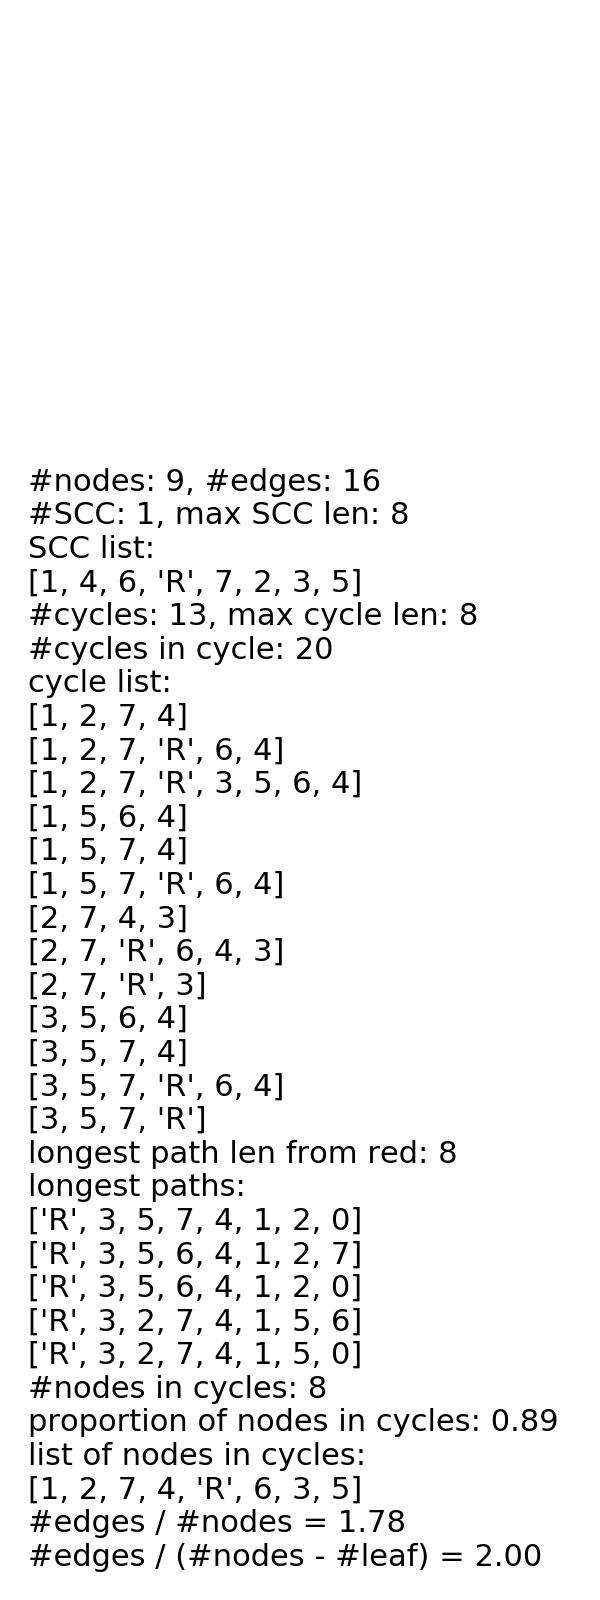 #nodes: 9, #edges: 16
#SCC: 1, max SCC len: 8
SCC list:
[1, 4, 6, 'R', 7, 2, 3, 5]
#cycles: 13, max cycle len: 8
#cycles in cycle: 20
cycle list:
[1, 2, 7, 4]
[1, 2, 7, 'R', 6, 4]
[1, 2, 7, 'R', 3, 5, 6, 4]
[1, 5, 6, 4]
[1, 5, 7, 4]
[1, 5, 7, 'R', 6, 4]
[2, 7, 4, 3]
[2, 7, 'R', 6, 4, 3]
[2, 7, 'R', 3]
[3, 5, 6, 4]
[3, 5, 7, 4]
[3, 5, 7, 'R', 6, 4]
[3, 5, 7, 'R']
longest path len from red: 8
longest paths:
['R', 3, 5, 7, 4, 1, 2, 0]
['R', 3, 5, 6, 4, 1, 2, 7]
['R', 3, 5, 6, 4, 1, 2, 0]
['R', 3, 2, 7, 4, 1, 5, 6]
['R', 3, 2, 7, 4, 1, 5, 0]
#nodes in cycles: 8
proportion of nodes in cycles: 0.89
list of nodes in cycles:
[1, 2, 7, 4, 'R', 6, 3, 5]
#edges / #nodes = 1.78
#edges / (#nodes - #leaf) = 2.00